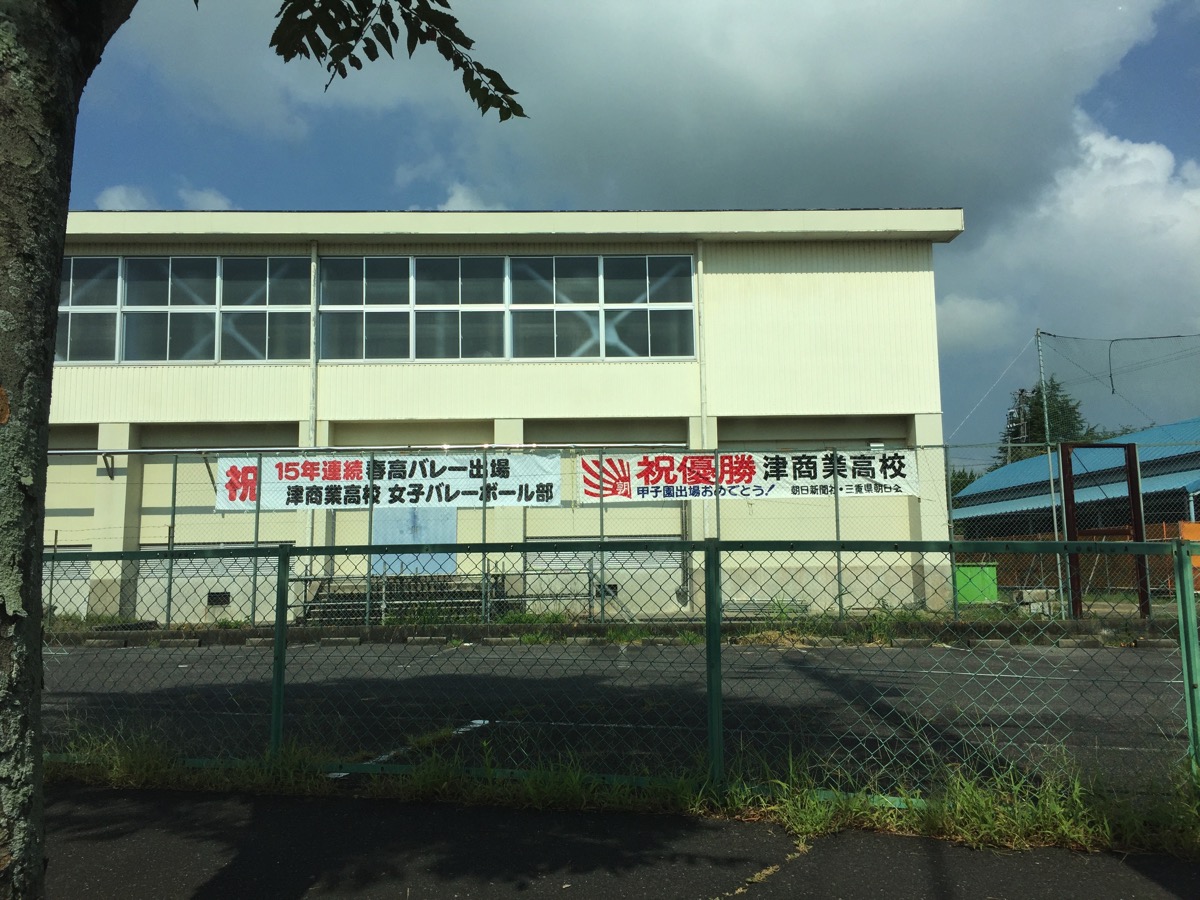 祝
15年連続 春高バレー出場
津商業高校 女子バレーボール部
朝
祝優勝 津商業高校
甲子園出場おめでとう!
朝日新聞社・三重県朝日会